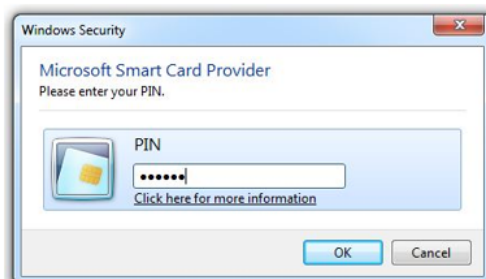 Windows Security
Microsoft Smart Card Provider
Please enter your PIN.
PIN
••••••
Click here for more information
OK Cancel